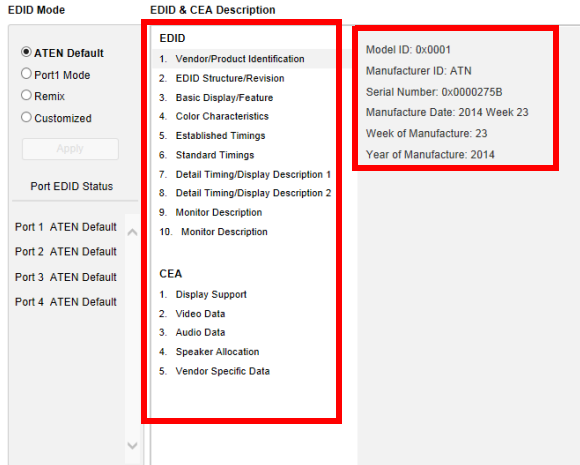 EDID Mode
EDID & CEA Description
ATEN Default
Port1 Mode
Remix
Customized
Apply
Port EDID Status
Port 1 ATEN Default
Port 2 ATEN Default
Port 3 ATEN Default
Port 4 ATEN Default
EDID
1. Vendor/Product Identification
2. EDID Structure/Revision
3. Basic Display/Feature
4. Color Characteristics
5. Established Timings
6. Standard Timings
7. Detail Timing/Display Description 1
8. Detail Timing/Display Description 2
9. Monitor Description
10. Monitor Description
CEA
1. Display Support
2. Video Data
3. Audio Data
4. Speaker Allocation
5. Vendor Specific Data
Model ID: 0x0001
Manufacturer ID: ATN
Serial Number: 0x0000275B
Manufacture Date: 2014 Week 23
Week of Manufacture: 23
Year of Manufacture: 2014